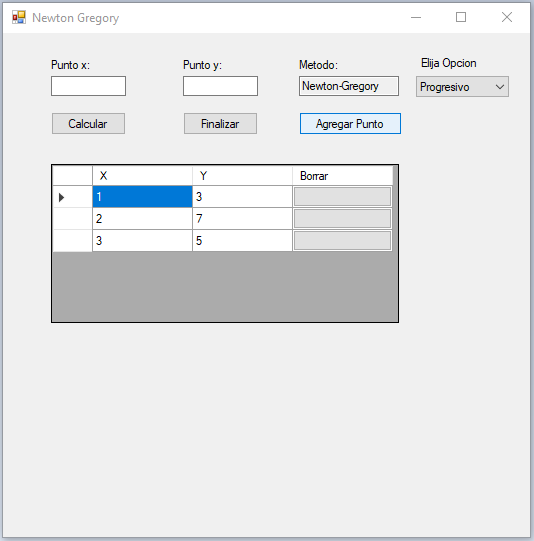 Newton Gregory
Punto x: Punto y: Metodo: Elija Opcion
Newton-Gregory Progresivo
Calcular Finalizar Agregar Punto
X Y Borrar
1 3
2 7
3 5